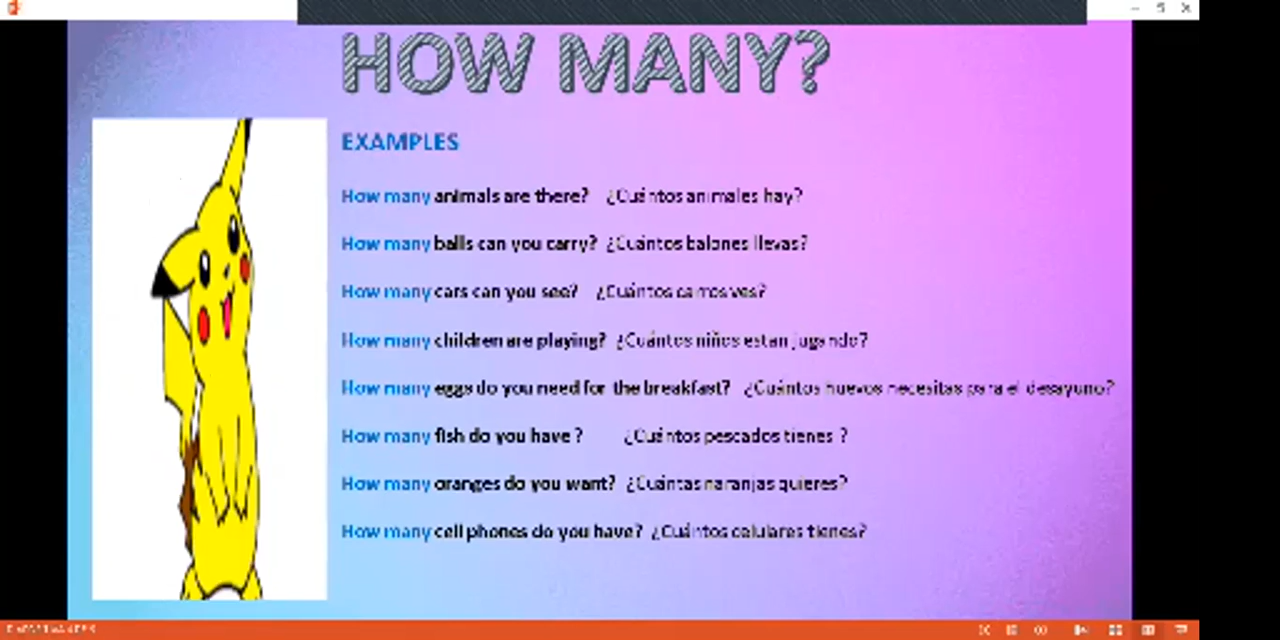 HOW MANY?
EXAMPLES
How many animals are there? ¿Cuántos animales hay?
How many balls can you carry? ¿Cuántos balones llevas?
How many cars can you see? ¿Cuántos carros ves?
How many children are playing? ¿Cuántos niños estan jugando?
How many eggs do you need for the breakfast? ¿Cuántos huevos necesitas para el desayuno?
How many fish do you have ? ¿Cuántos pescados tienes ?
How many oranges do you want? ¿Cuántas naranjas quieres?
How many cell phones do you have? ¿Cuántos celulares tienes?